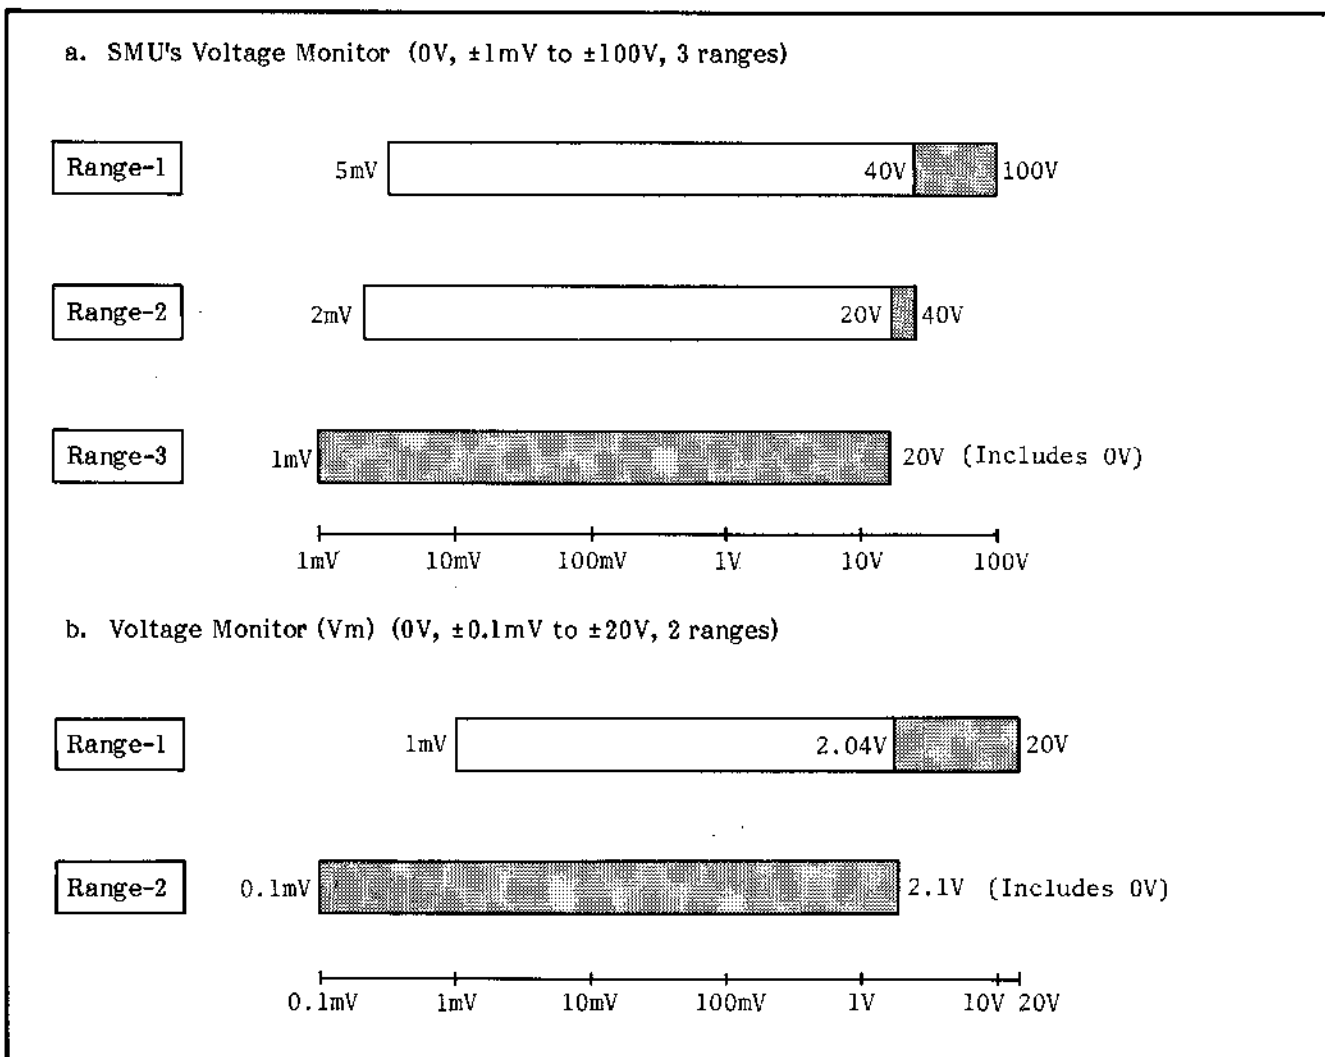 a. SMU's Voltage Monitor (0V, ±1mV to ±100V, 3 ranges)
Range-1 5mV 40V 100V
Range-2 2mV 20V 40V
Range-3 1mV 20V (Includes 0V)
1mV 10mV 100mV 1V 10V 100V
b. Voltage Monitor (Vm) (0V, ±0.1mV to ±20V, 2 ranges)
Range-1 1mV 2.04V 20V
Range-2 0.1mV 2.1V (Includes 0V)
0.1mV 1mV 10mV 100mV 1V 10V 20V